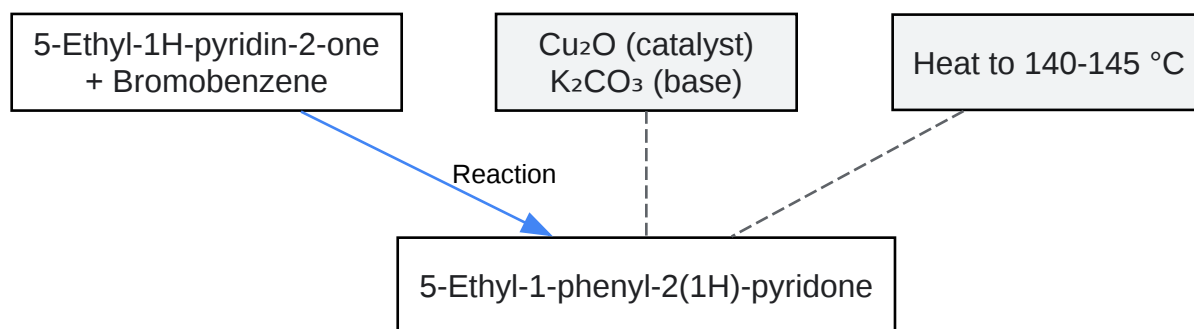 5-Ethyl-1H-pyridin-2-one
+ Bromobenzene
Cu₂O (catalyst)
K₂CO₃ (base)
Heat to 140-145 °C
Reaction
5-Ethyl-1-phenyl-2(1H)-pyridone